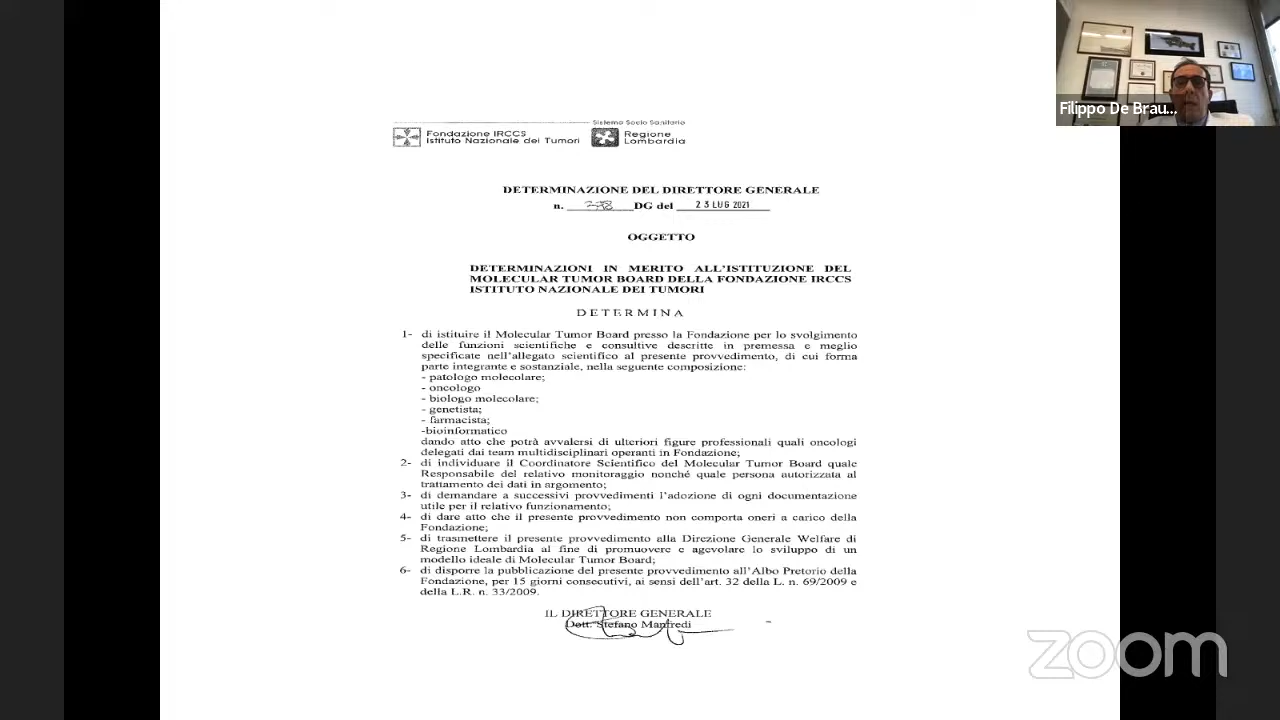 Filippo De Brau...
Sistema Socio Sanitario
Fondazione IRCCS
Istituto Nazionale dei Tumori
Regione
Lombardia
DETERMINAZIONE DEL DIRETTORE GENERALE
n. 378 DG del 23 LUG 2021
OGGETTO
DETERMINAZIONI IN MERITO ALL'ISTITUZIONE DEL
MOLECULAR TUMOR BOARD DELLA FONDAZIONE IRCCS
ISTITUTO NAZIONALE DEI TUMORI
DETERMINA
1- di istituire il Molecular Tumor Board presso la Fondazione per lo svolgimento
delle funzioni scientifiche e consultive descritte in premessa e meglio
specificate nell'allegato scientifico al presente provvedimento, di cui forma
parte integrante e sostanziale, nella seguente composizione:
- patologo molecolare;
- oncologo
- biologo molecolare;
- genetista;
- farmacista;
-bioinformatico
dando atto che potrà avvalersi di ulteriori figure professionali quali oncologi
delegati dai team multidisciplinari operanti in Fondazione;
2- di individuare il Coordinatore Scientifico del Molecular Tumor Board quale
Responsabile del relativo monitoraggio nonché quale persona autorizzata al
trattamento dei dati in argomento;
3- di demandare a successivi provvedimenti l'adozione di ogni documentazione
utile per il relativo funzionamento;
4- di dare atto che il presente provvedimento non comporta oneri a carico della
Fondazione;
5- di trasmettere il presente provvedimento alla Direzione Generale Welfare di
Regione Lombardia al fine di promuovere e agevolare lo sviluppo di un
modello ideale di Molecular Tumor Board;
6- di disporre la pubblicazione del presente provvedimento all'Albo Pretorio della
Fondazione, per 15 giorni consecutivi, ai sensi dell'art. 32 della L. n. 69/2009 e
della L.R. n. 33/2009.
IL DIRETTORE GENERALE
Dott. Stefano Manfredi
zoom